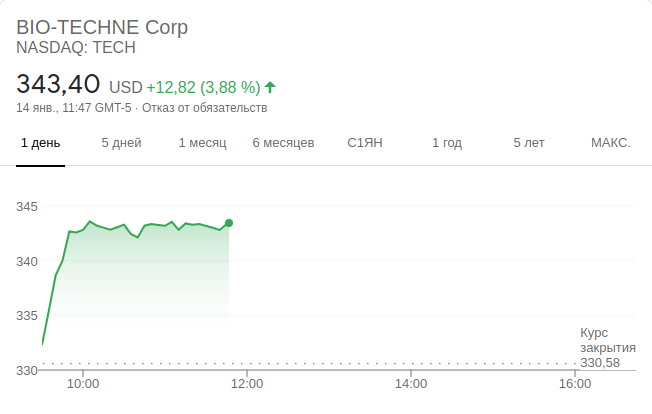 BIO-TECHNE Corp
NASDAQ: TECH
343,40 USD +12,82 (3,88 %)
14 янв., 11:47 GMT-5 · Отказ от обязательств
1 день 5 дней 1 месяц 6 месяцев С1ЯН 1 год 5 лет МАКС.
345
340
335
330
Курс
закрытия
330,58
10:00 12:00 14:00 16:00